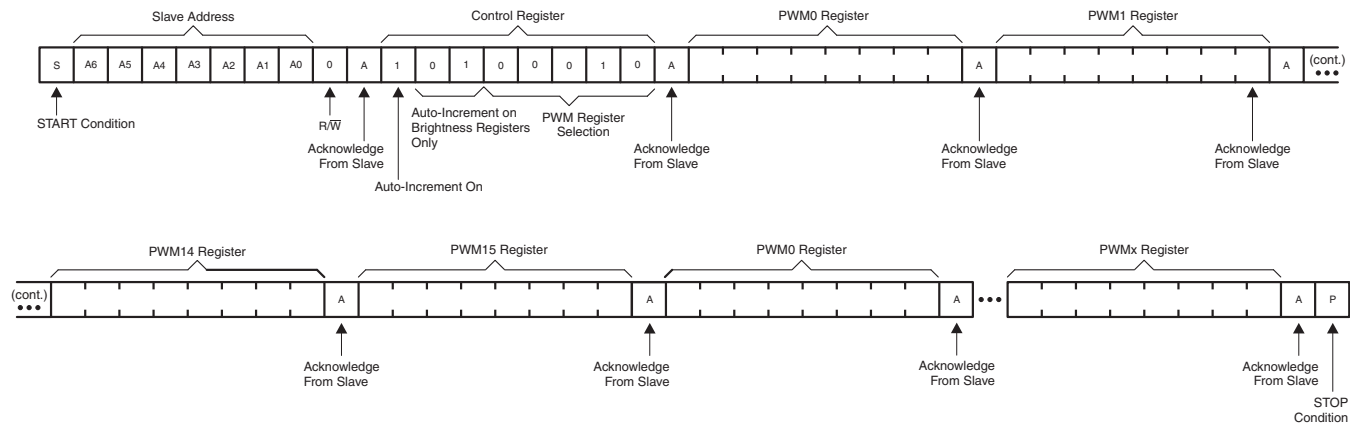 Slave Address
Control Register
PWM0 Register
PWM1 Register
S A6 A5 A4 A3 A2 A1 A0 0 A 1 0 1 0 0 0 1 0 A A A (cont.)
START Condition
R/W̅
Acknowledge
From Slave
Auto-Increment On
Auto-Increment on
Brightness Registers
Only
PWM Register
Selection
Acknowledge
From Slave
Acknowledge
From Slave
Acknowledge
From Slave
PWM14 Register
PWM15 Register
PWM0 Register
PWMx Register
(cont.) A A A A P
Acknowledge
From Slave
Acknowledge
From Slave
Acknowledge
From Slave
Acknowledge
From Slave
STOP
Condition